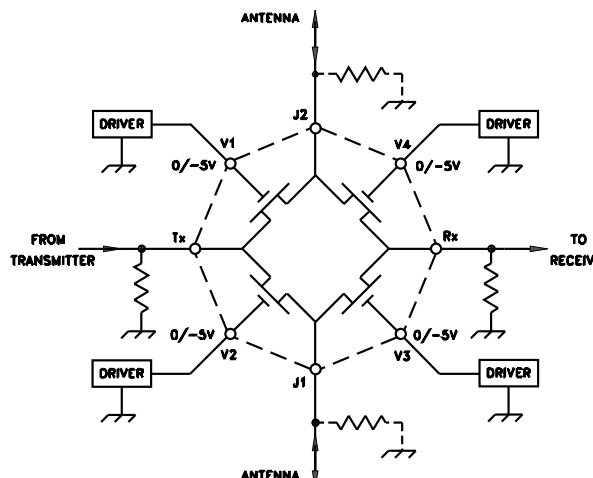 ANTENNA
J2
DRIVER
DRIVER
V1
V4
0/-5V
0/-5V
FROM
TRANSMITTER
Tx
Rx
TO
RECEIV
0/-5V
0/-5V
V2
V3
DRIVER
DRIVER
J1
ANTENNA